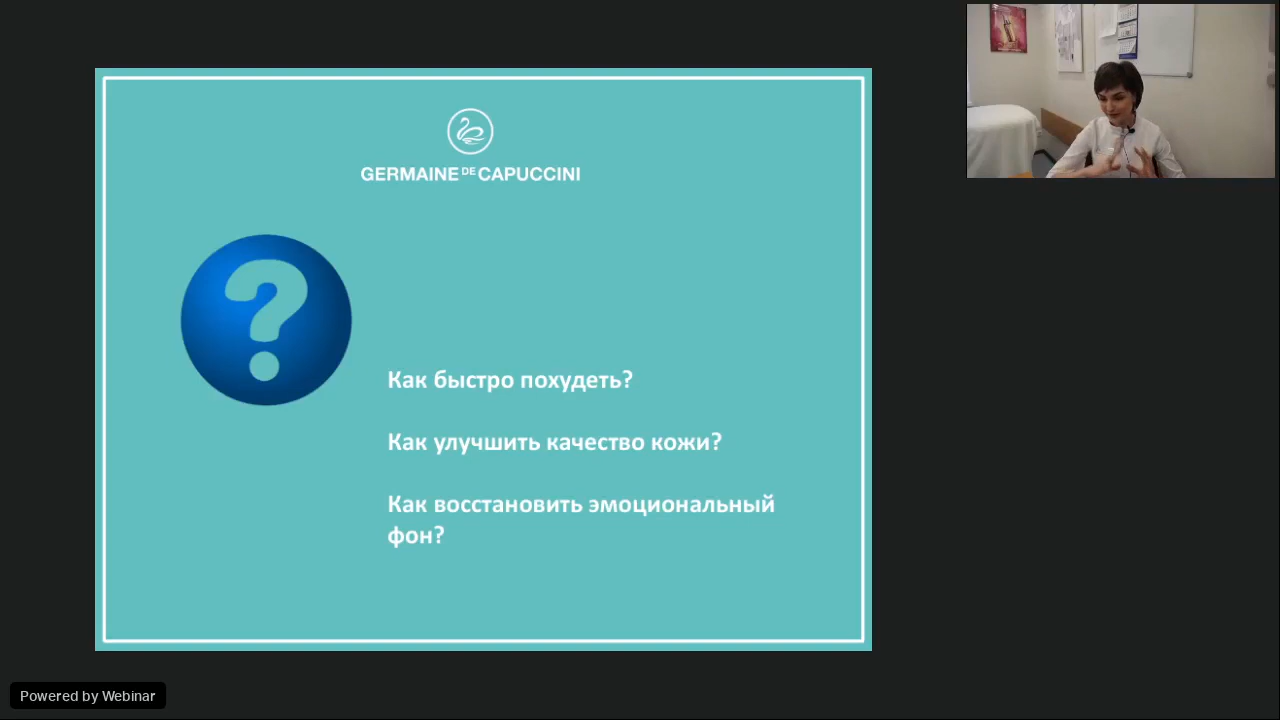 GERMAINE DE CAPUCCINI
Как быстро похудеть?
Как улучшить качество кожи?
Как восстановить эмоциональный
фон?
Powered by Webinar